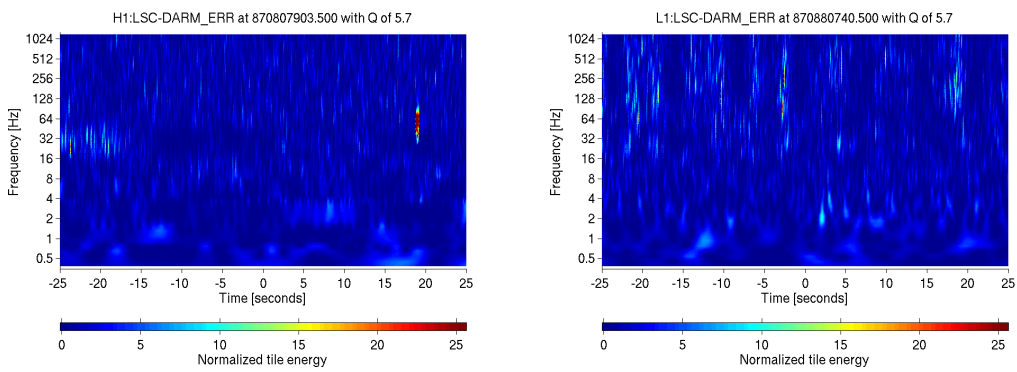 H1:LSC-DARM_ERR at 870807903.500 with Q of 5.7
Frequency [Hz]
1024
512
256
128
64
32
16
8
4
2
1
0.5
-25 -20 -15 -10 -5 0 5 10 15 20 25
Time [seconds]
0 5 10 15 20 25
Normalized tile energy
L1:LSC-DARM_ERR at 870880740.500 with Q of 5.7
Frequency [Hz]
1024
512
256
128
64
32
16
8
4
2
1
0.5
-25 -20 -15 -10 -5 0 5 10 15 20 25
Time [seconds]
0 5 10 15 20 25
Normalized tile energy